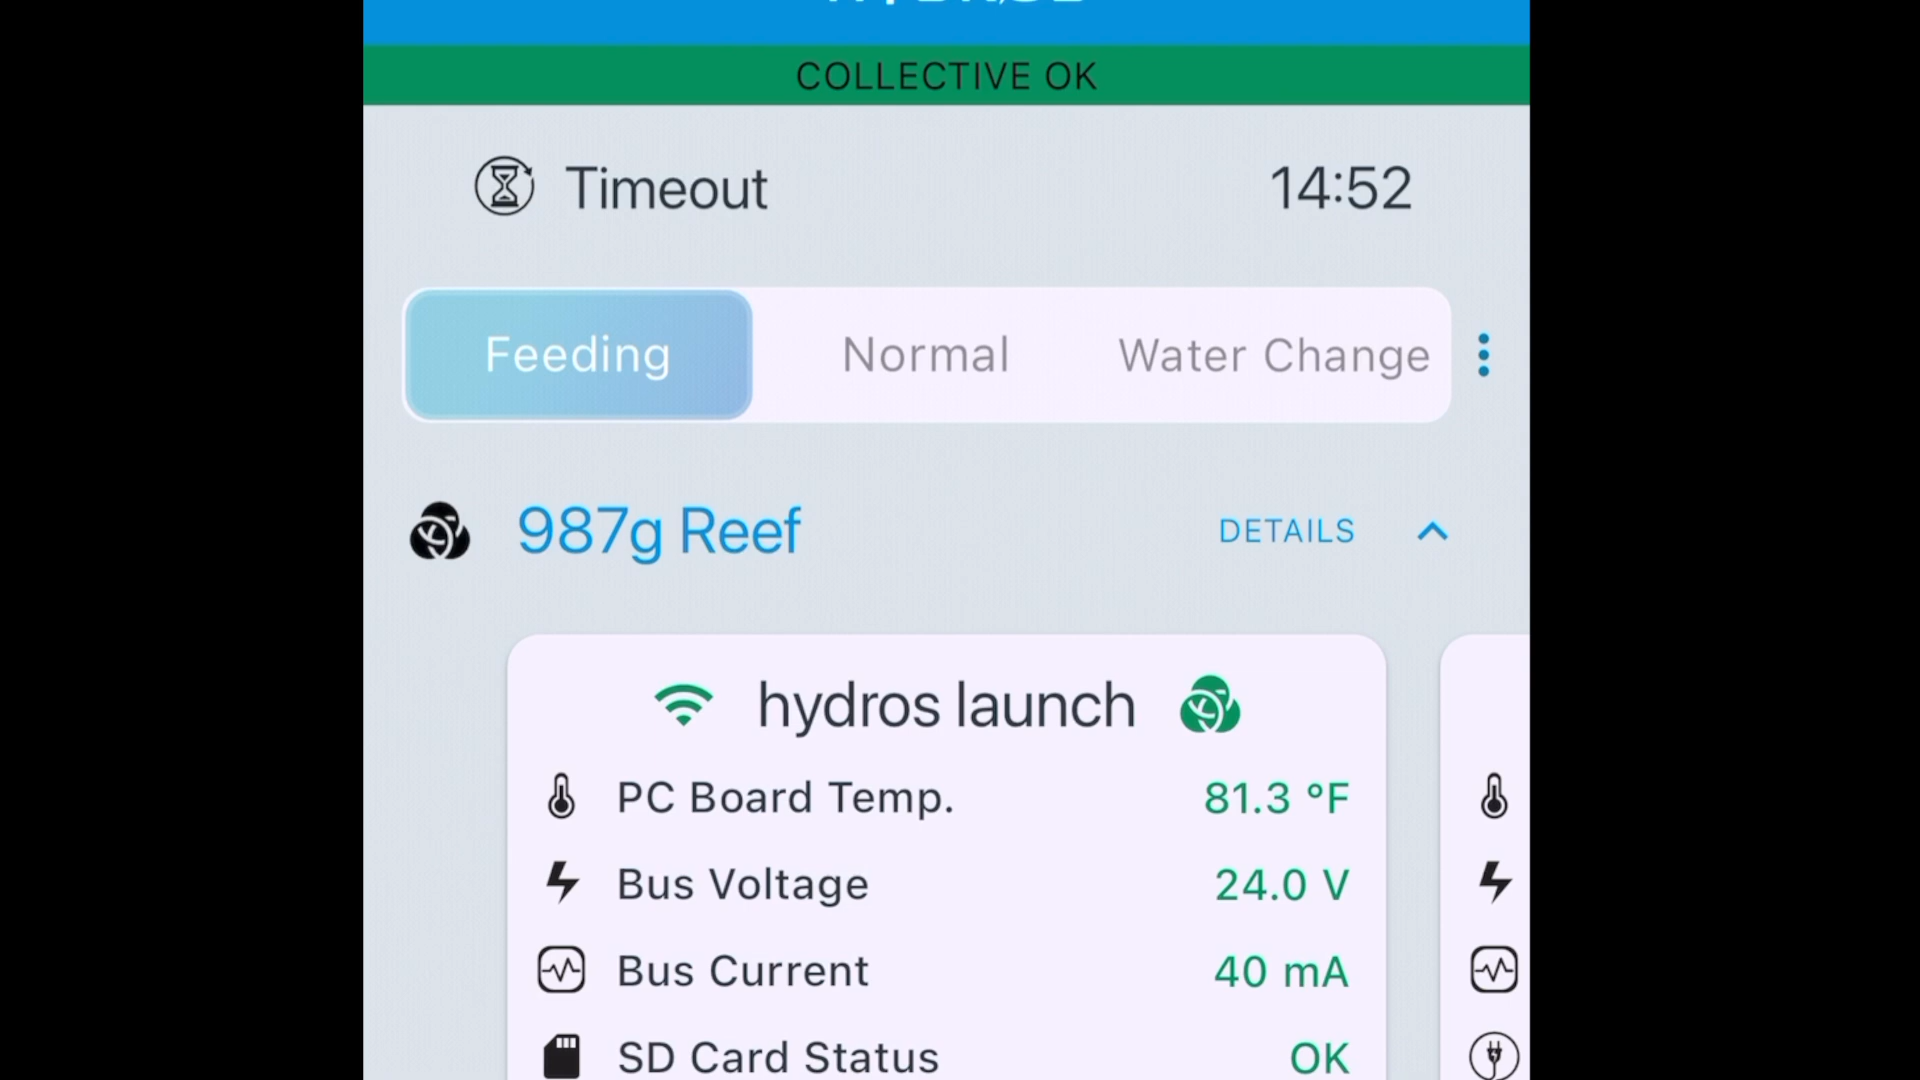 COLLECTIVE OK
Timeout 14:52
Feeding Normal Water Change
987g Reef DETAILS
hydros launch
PC Board Temp. 81.3 °F
Bus Voltage 24.0 V
Bus Current 40 mA
SD Card Status OK